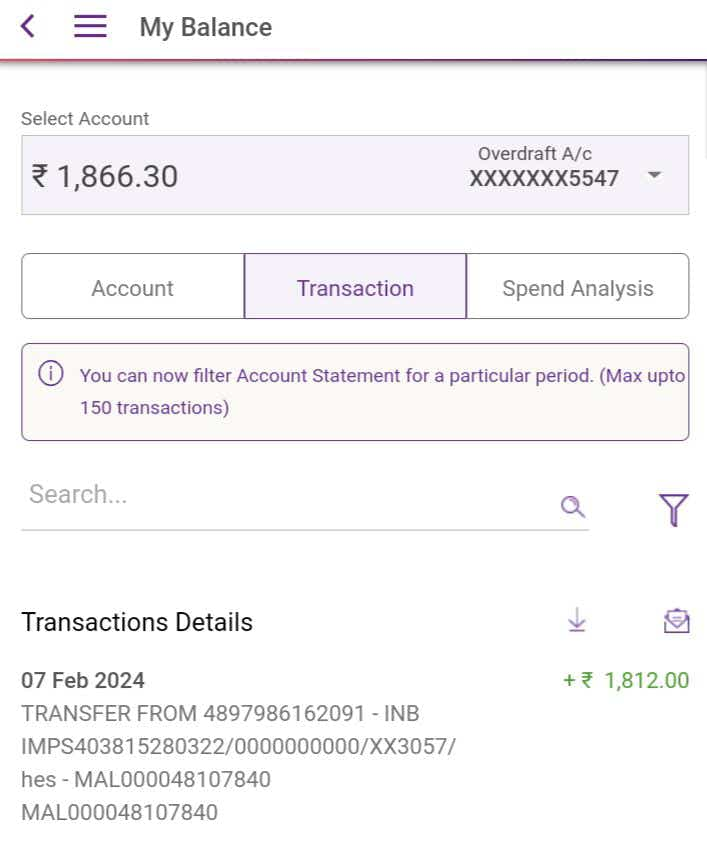 My Balance
Select Account
₹ 1,866.30
Overdraft A/c
XXXXXXX5547
Account
Transaction
Spend Analysis
You can now filter Account Statement for a particular period. (Max upto
150 transactions)
Search...
Transactions Details
07 Feb 2024
+ ₹ 1,812.00
TRANSFER FROM 4897986162091 - INB
IMPS403815280322/0000000000/XX3057/
hes - MAL000048107840
MAL000048107840